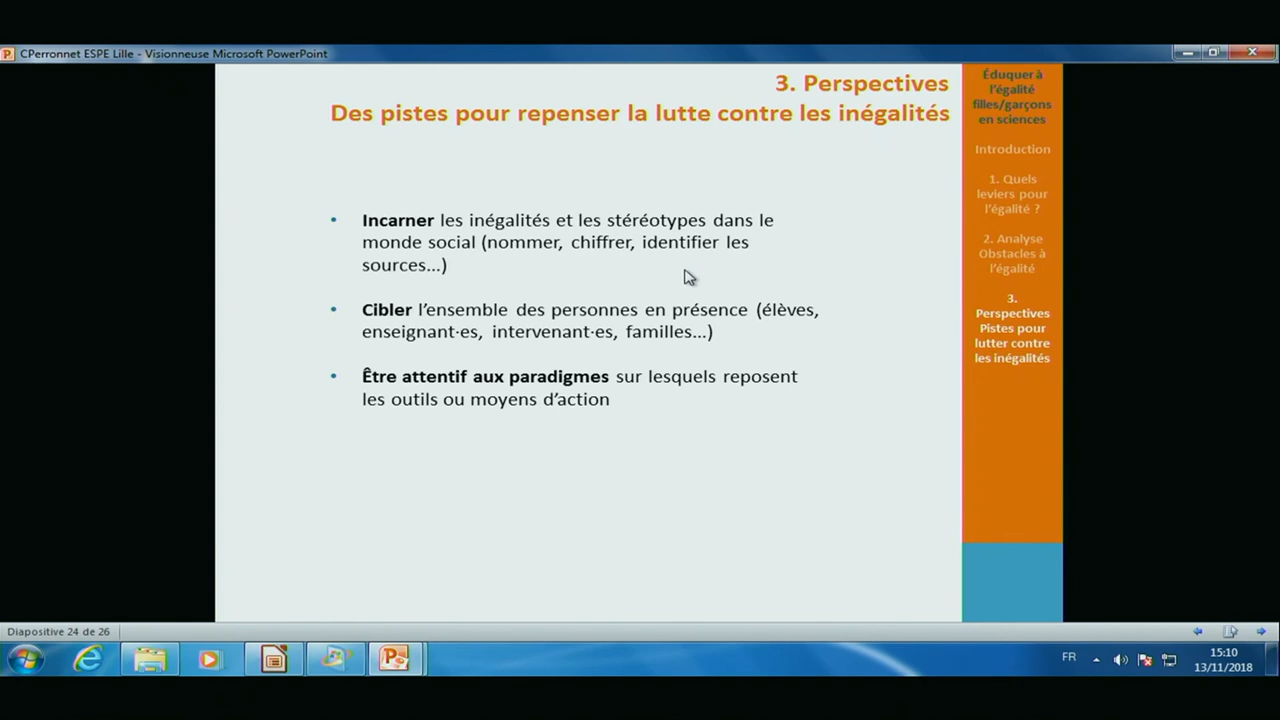 CPerronnet ESPE Lille - Visionneuse Microsoft PowerPoint
3. Perspectives
Des pistes pour repenser la lutte contre les inégalités
• Incarner les inégalités et les stéréotypes dans le
monde social (nommer, chiffrer, identifier les
sources...)
• Cibler l’ensemble des personnes en présence (élèves,
enseignant·es, intervenant·es, familles...)
• Être attentif aux paradigmes sur lesquels reposent
les outils ou moyens d’action
Éduquer à
l’égalité
filles/garçons
en sciences
Introduction
1. Quels
leviers pour
l’égalité ?
2. Analyse
Obstacles à
l’égalité
3.
Perspectives
Pistes pour
lutter contre
les inégalités
Diapositive 24 de 26
FR
15:10
13/11/2018